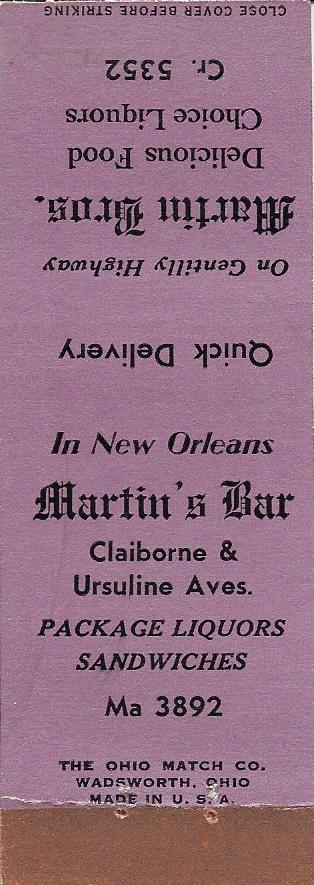 CLOSE COVER BEFORE STRIKING
Cr. 5352
Choice Liquors
Delicious Food
Martin Bros.
On Gentilly Highway
Quick Delivery
In New Orleans
Martin's Bar
Claiborne &
Ursuline Aves.
PACKAGE LIQUORS
SANDWICHES
Ma 3892
THE OHIO MATCH CO.
WADSWORTH, OHIO
MADE IN U. S. A.